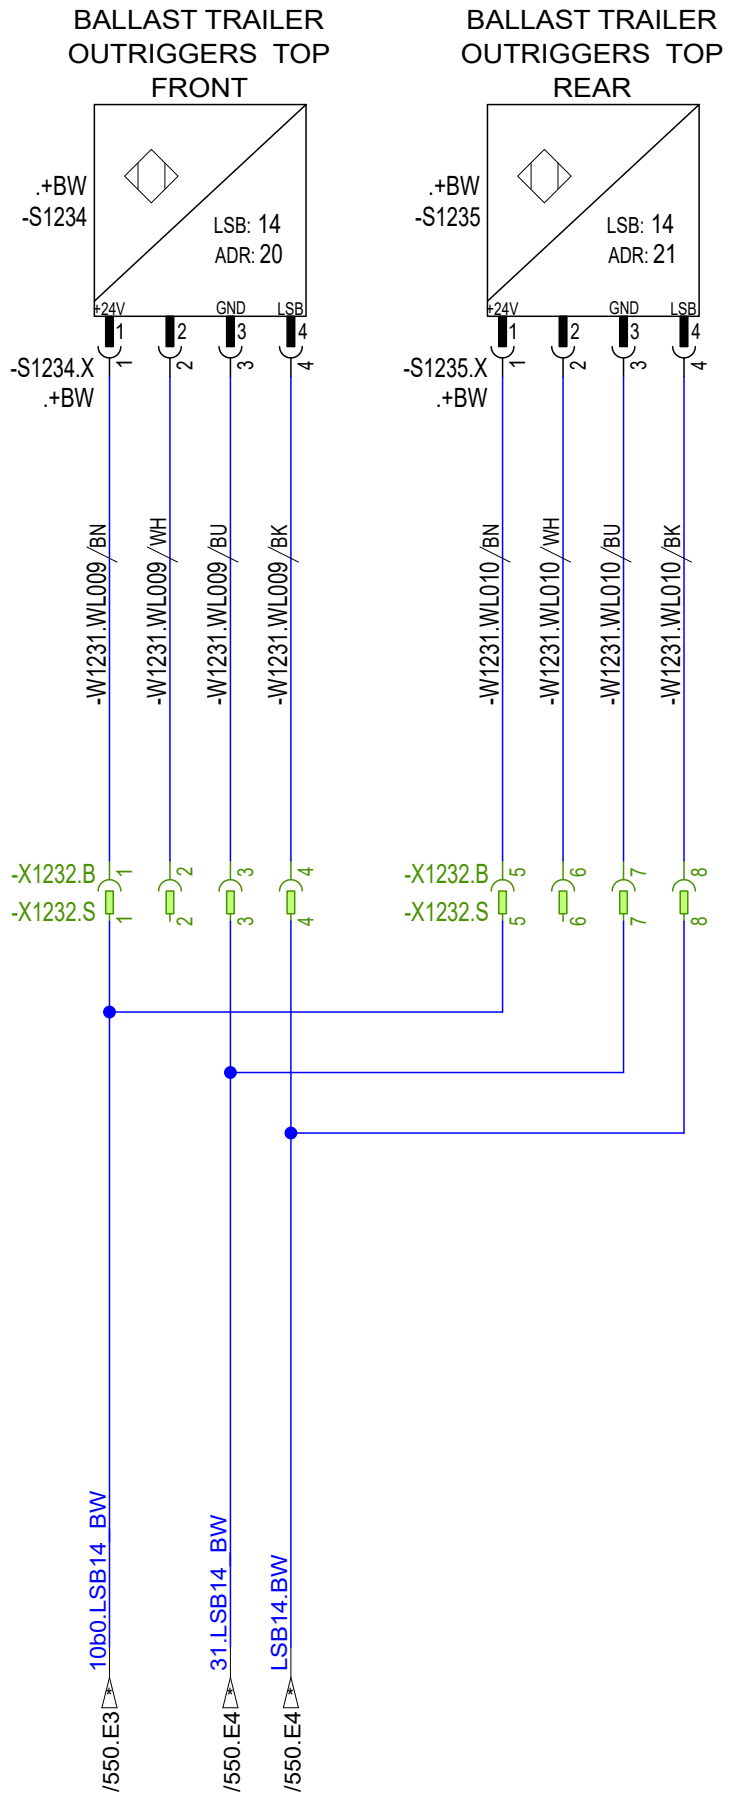 BALLAST TRAILER
OUTRIGGERS TOP
FRONT
BALLAST TRAILER
OUTRIGGERS TOP
REAR
.+BW
-S1234
LSB: 14
ADR: 20
.+BW
-S1235
LSB: 14
ADR: 21
+24V GND LSB
1 2 3 4
+24V GND LSB
1 2 3 4
-S1234.X
.+BW
1 2 3 4
-S1235.X
.+BW
1 2 3 4
-W1231.WL009 /BN
-W1231.WL009 /WH
-W1231.WL009 /BU
-W1231.WL009 /BK
-W1231.WL010 /BN
-W1231.WL010 /WH
-W1231.WL010 /BU
-W1231.WL010 /BK
-X1232.B 1 2 3 4
-X1232.S 1 2 3 4
-X1232.B 5 6 7 8
-X1232.S 5 6 7 8
10b0.LSB14_BW
31.LSB14_BW
LSB14.BW
* * *
/550.E3
/550.E4
/550.E4